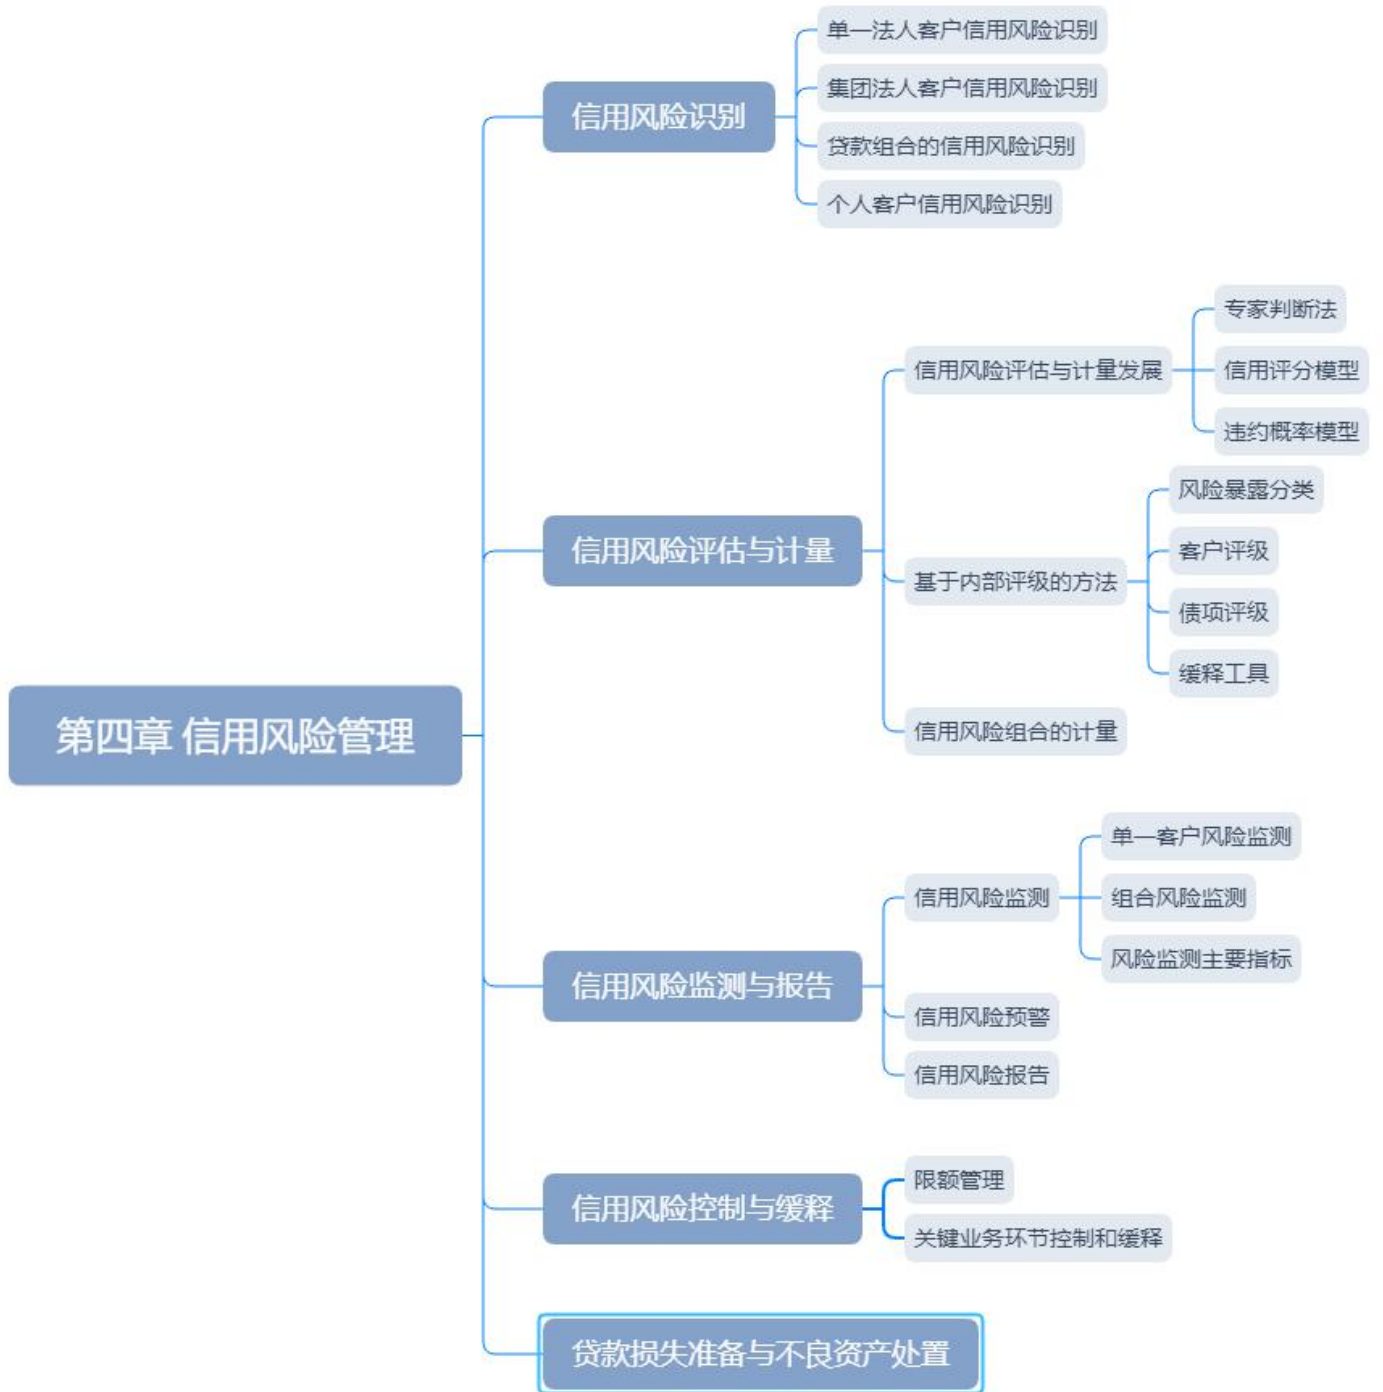 第四章 信用风险管理
信用风险识别
单一法人客户信用风险识别
集团法人客户信用风险识别
贷款组合的信用风险识别
个人客户信用风险识别
信用风险评估与计量
信用风险评估与计量发展
专家判断法
信用评分模型
违约概率模型
基于内部评级的方法
风险暴露分类
客户评级
债项评级
缓释工具
信用风险组合的计量
信用风险监测与报告
信用风险监测
单一客户风险监测
组合风险监测
风险监测主要指标
信用风险预警
信用风险报告
信用风险控制与缓释
限额管理
关键业务环节控制和缓释
贷款损失准备与不良资产处置